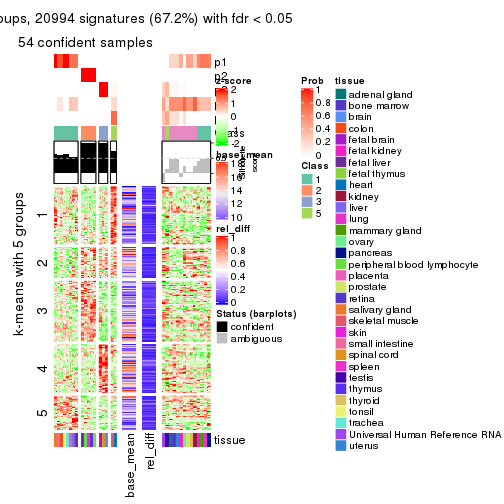 oups, 20994 signatures (67.2%) with fdr < 0.05
54 confident samples
p1
p2
z-score
2
1
0
-1
-2
class
base_mean
16
14
12
10
rel_diff
1
0.8
0.6
0.4
0.2
0
Status (barplots)
confident
ambiguous
Silhouette
score
0.5
Prob
1
0.8
0.6
0.4
0.2
0
Class
1
2
3
5
tissue
adrenal gland
bone marrow
brain
colon
fetal brain
fetal kidney
fetal liver
fetal thymus
heart
kidney
liver
lung
mammary gland
ovary
pancreas
peripheral blood lymphocyte
placenta
prostate
retina
salivary gland
skeletal muscle
skin
small intestine
spinal cord
spleen
testis
thymus
thyroid
tonsil
trachea
Universal Human Reference RNA
uterus
k-means with 5 groups
1
2
3
4
5
tissue
base_mean
rel_diff